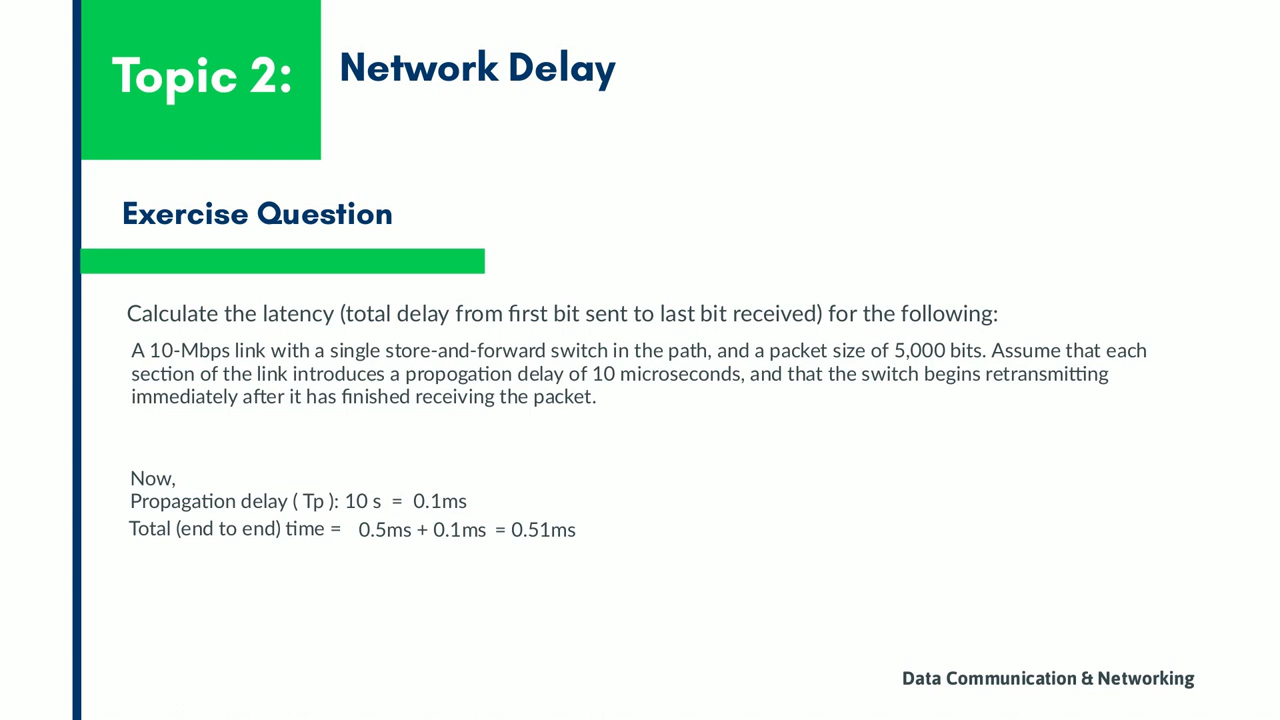 Topic 2:
Network Delay
Exercise Question
Calculate the latency (total delay from first bit sent to last bit received) for the following:
A 10-Mbps link with a single store-and-forward switch in the path, and a packet size of 5,000 bits. Assume that each
section of the link introduces a propogation delay of 10 microseconds, and that the switch begins retransmitting
immediately after it has finished receiving the packet.
Now,
Propagation delay ( Tp ): 10 s = 0.1ms
Total (end to end) time = 0.5ms + 0.1ms = 0.51ms
Data Communication & Networking